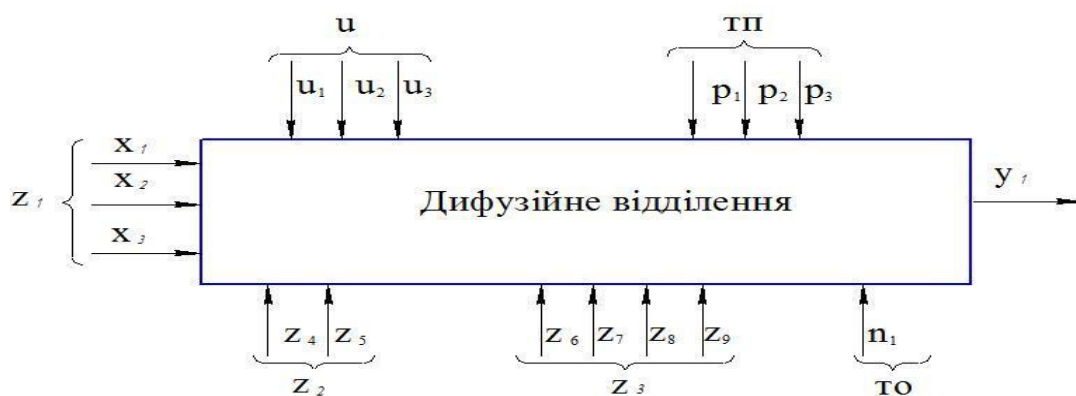 u тп
u₁ u₂ u₃ p₁ p₂ p₃
x₁
z₁ x₂ Дифузійне відділення y₁
x₃
z₄ z₅ z₆ z₇ z₈ z₉ n₁
z₂ z₃ то